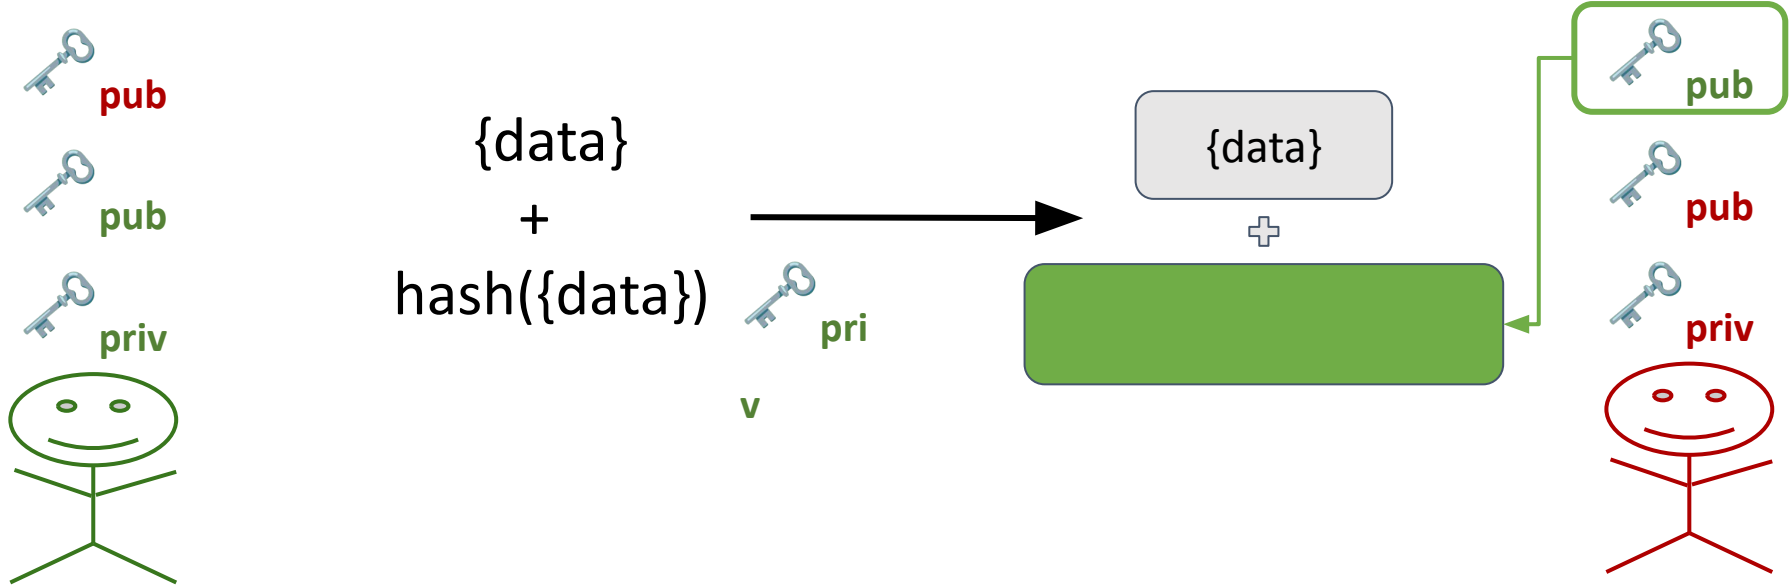 pub
pub
priv
{data}
+
hash({data})
pri
v
{data}
pub
pub
priv